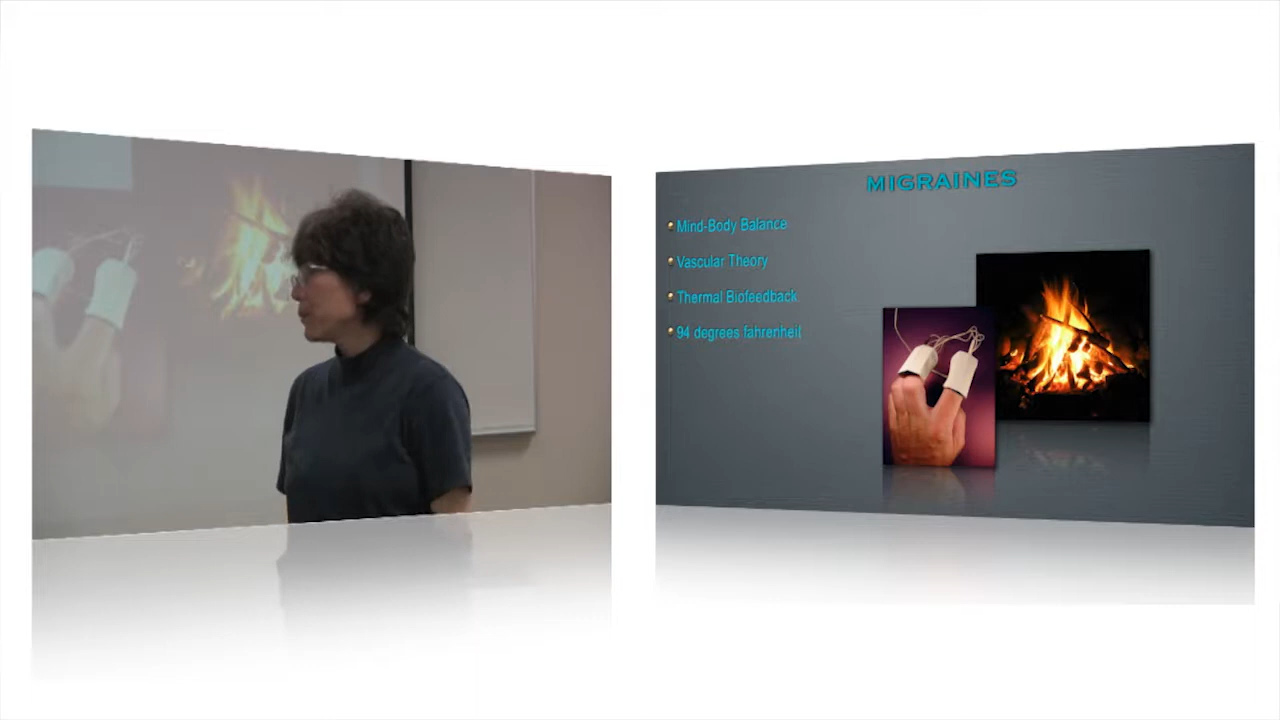 MIGRAINES
Mind-Body Balance
Vascular Theory
Thermal Biofeedback
94 degrees fahrenheit